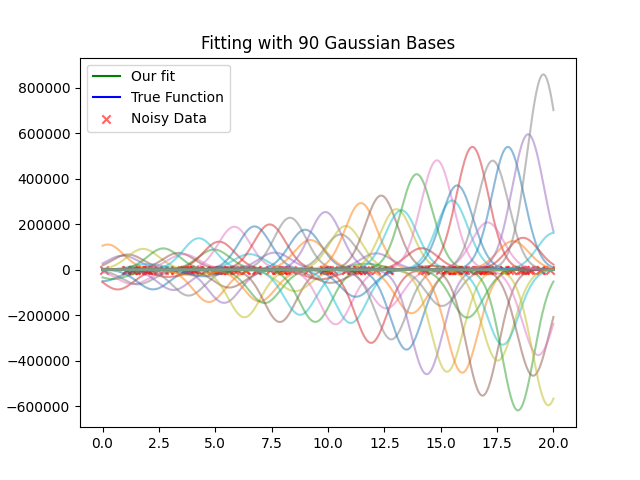 Fitting with 90 Gaussian Bases
Our fit
True Function
Noisy Data
800000
600000
400000
200000
0
−200000
−400000
−600000
0.0 2.5 5.0 7.5 10.0 12.5 15.0 17.5 20.0